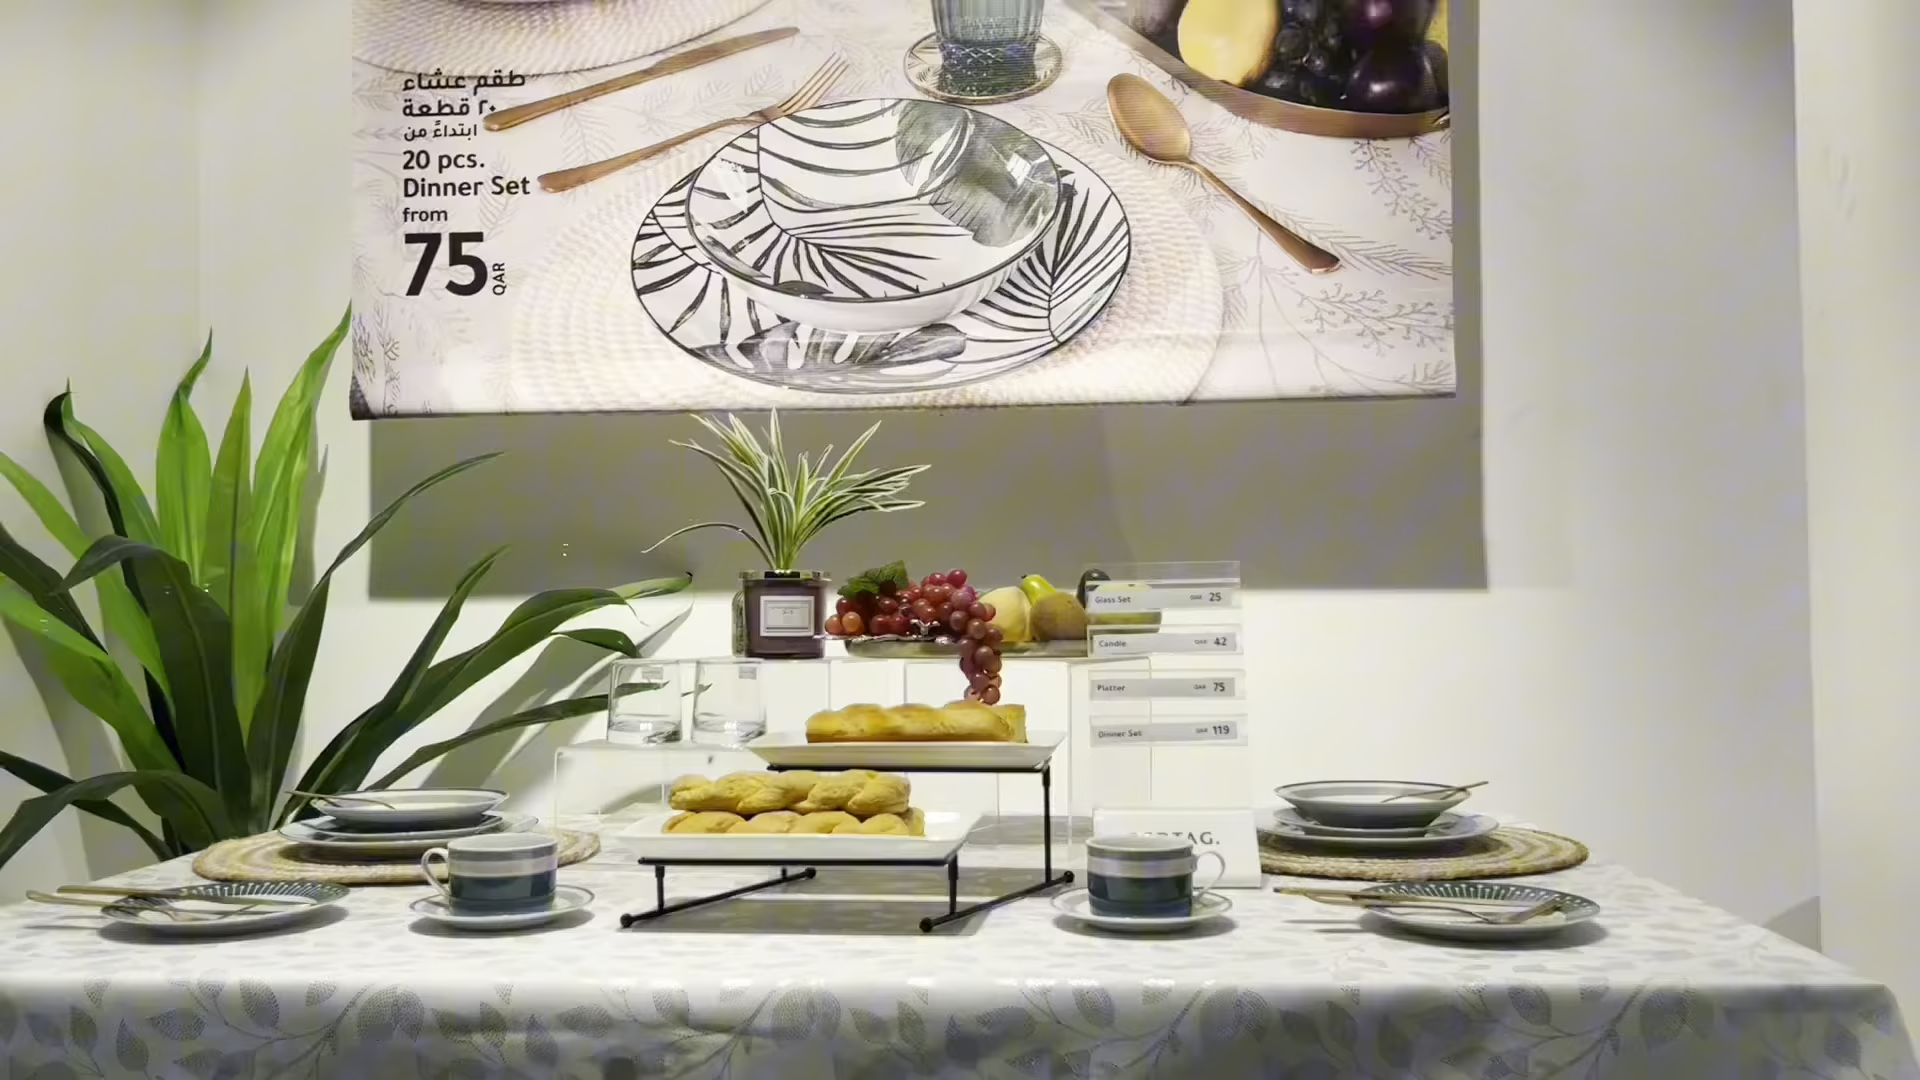 طقم عشاء
٢٠ قطعة
ابتداءً من
20 pcs.
Dinner Set
from
75 QAR
Glass Set QAR 25
Candle QAR 42
Platter QAR 75
Dinner Set QAR 119